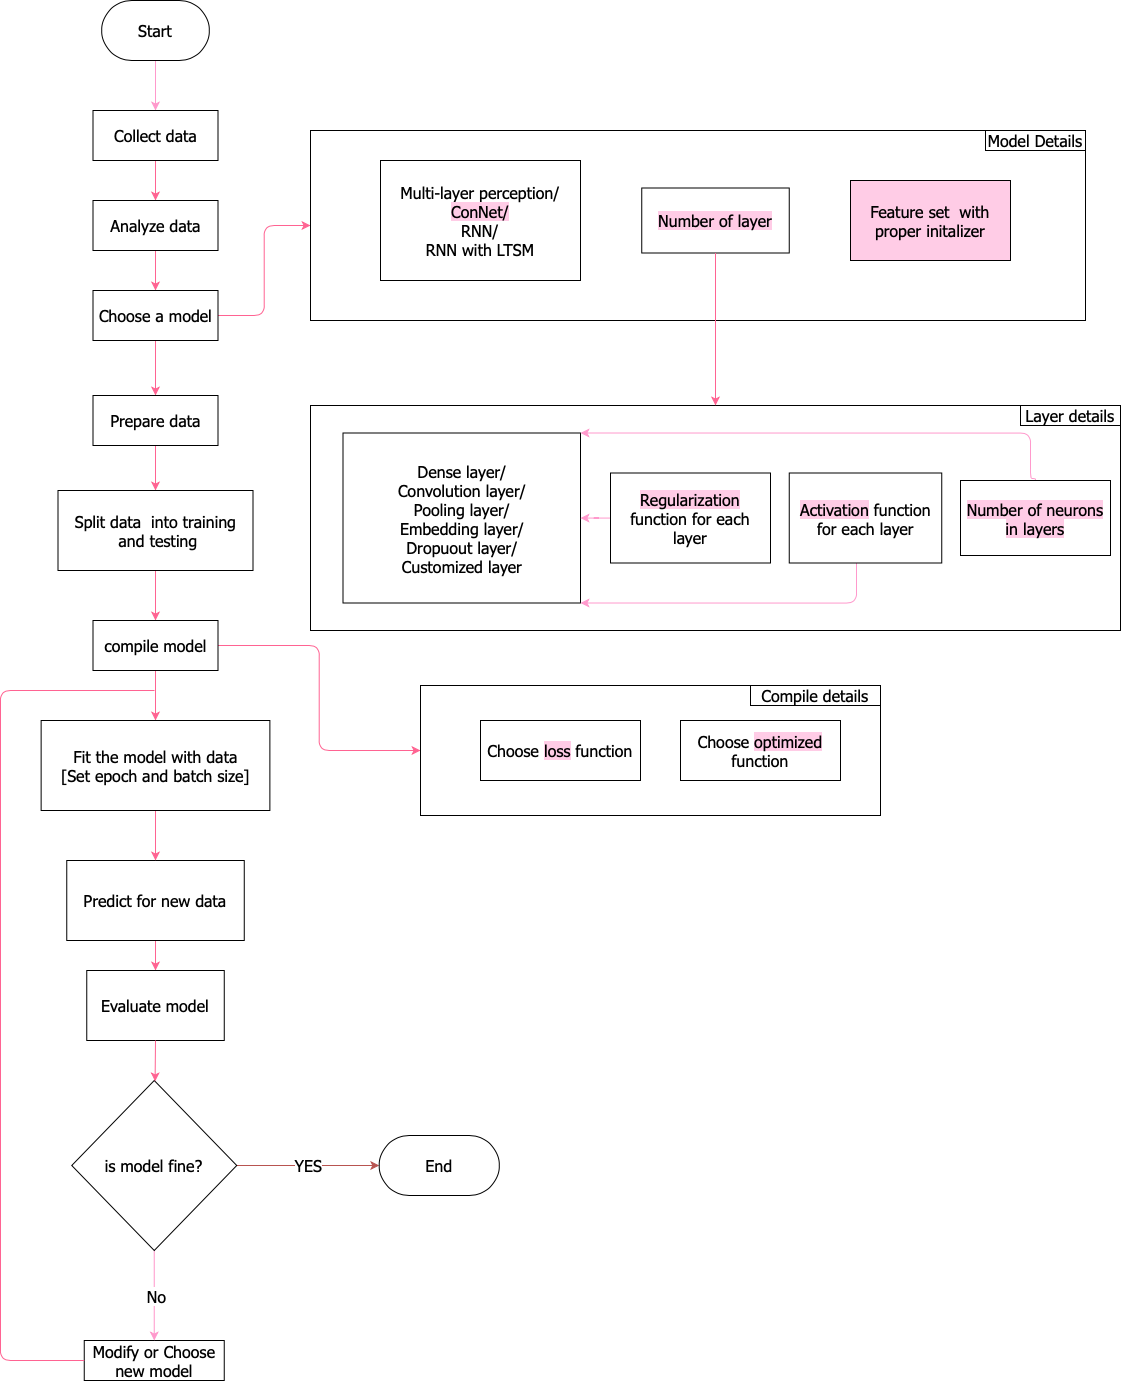 Start
Collect data
Analyze data
Choose a model
Prepare data
Split data  into training
and testing
compile model
Fit the model with data
[Set epoch and batch size]
Predict for new data
Evaluate model
is model fine?
YES
End
No
Modify or Choose
new model
Model Details
Multi-layer perception/
ConNet/
RNN/
RNN with LTSM
Number of layer
Feature set  with
proper initalizer
Layer details
Dense layer/
Convolution layer/
Pooling layer/
Embedding layer/
Dropuout layer/
Customized layer
Regularization
function for each
layer
Activation function
for each layer
Number of neurons
in layers
Compile details
Choose loss function
Choose optimized
function